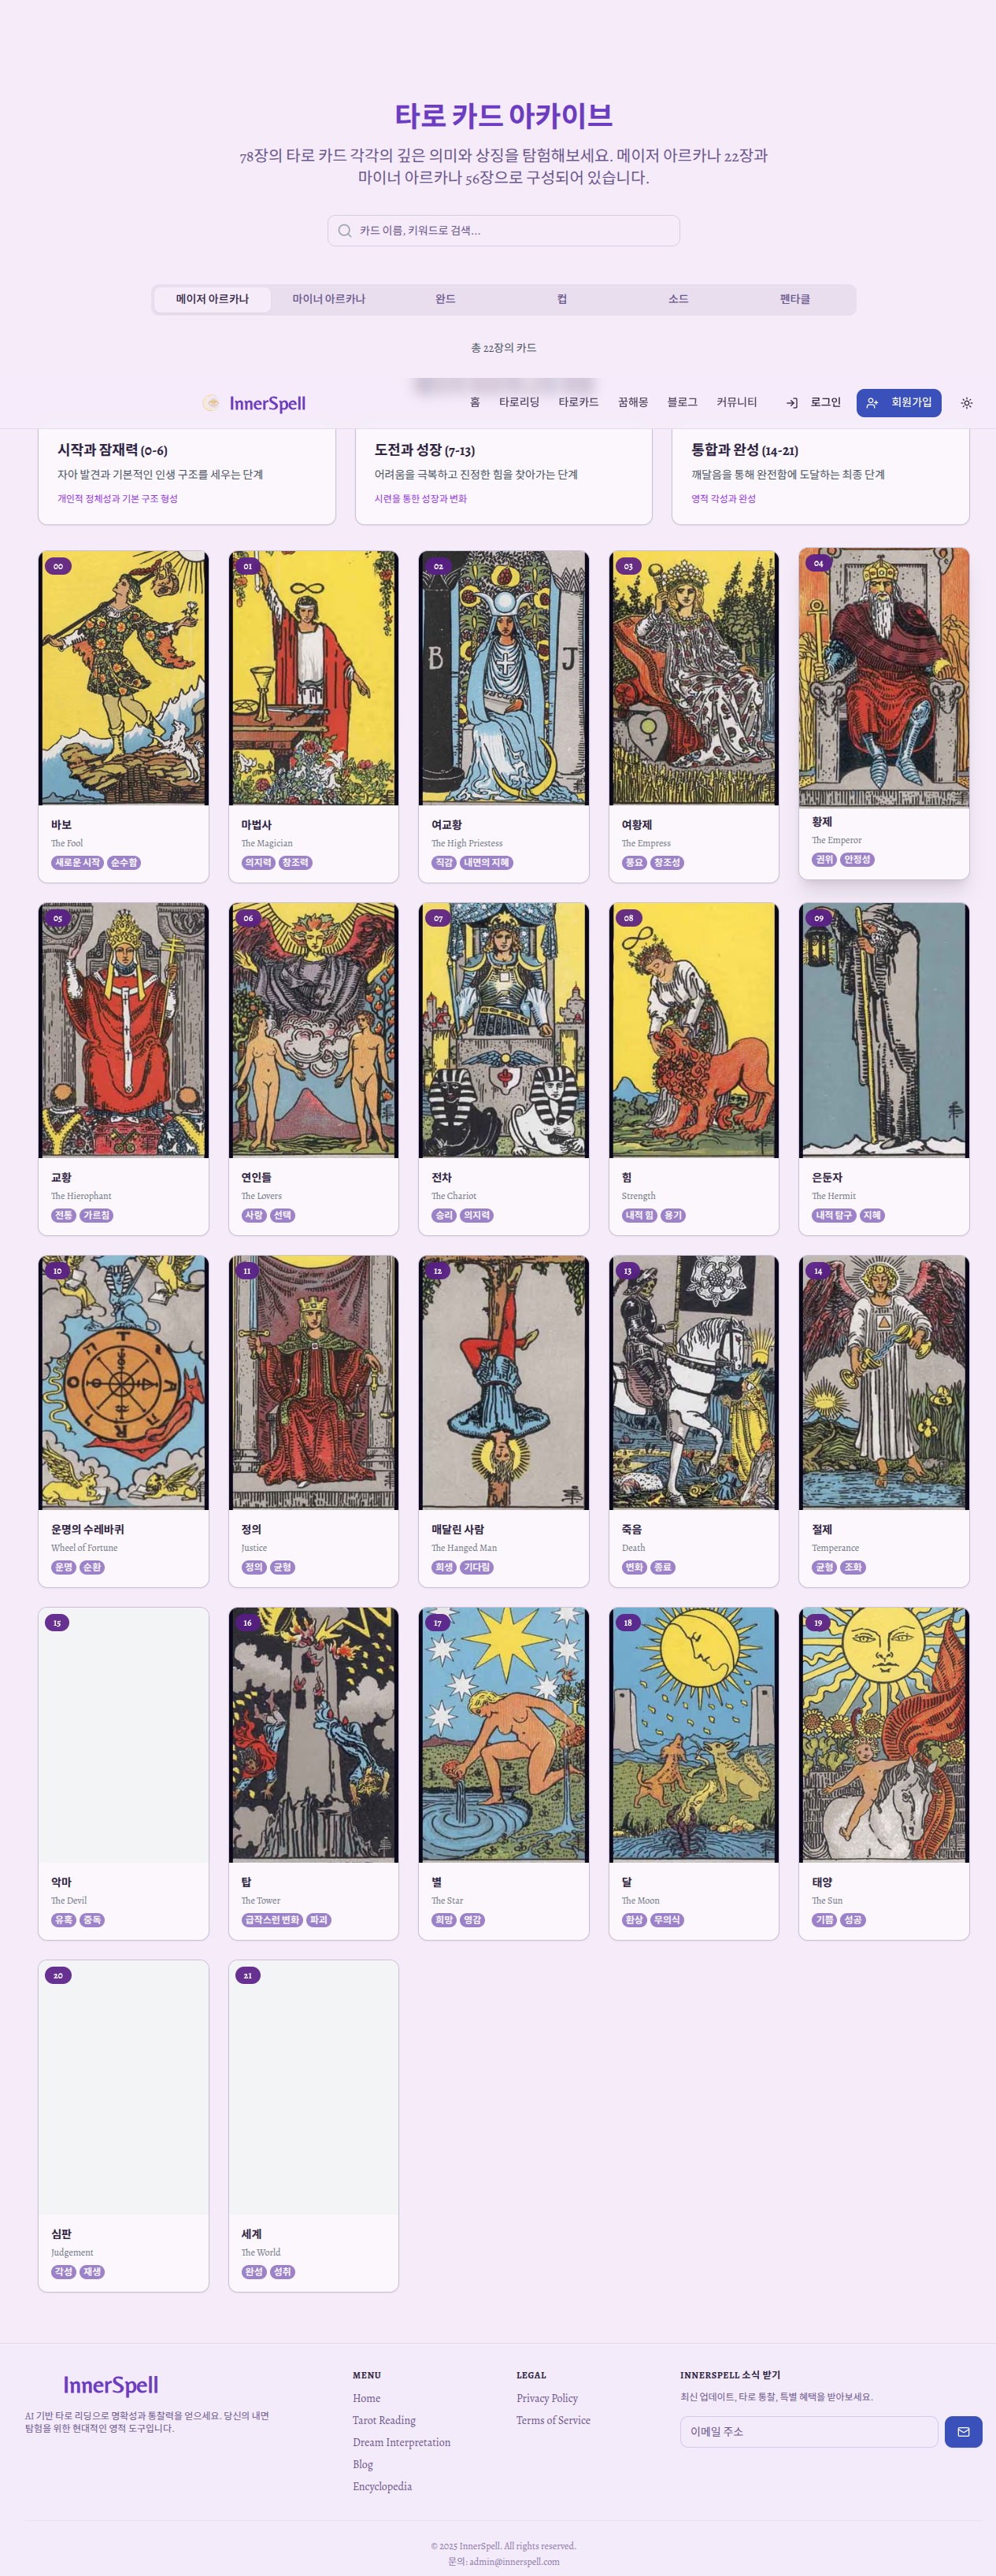 타로 카드 아카이브
78장의 타로 카드 각각의 깊은 의미와 상징을 탐험해보세요. 메이저 아르카나 22장과
마이너 아르카나 56장으로 구성되어 있습니다.
카드 이름, 키워드로 검색...
메이저 아르카나 마이너 아르카나 완드 컵 소드 펜타클
총 22장의 카드
InnerSpell 홈 타로리딩 타로카드 꿈해몽 블로그 커뮤니티 로그인 회원가입
시작과 잠재력 (0-6)
자아 발견과 기본적인 인생 구조를 세우는 단계
개인적 정체성과 기본 구조 형성
도전과 성장 (7-13)
어려움을 극복하고 진정한 힘을 찾아가는 단계
시련을 통한 성장과 변화
통합과 완성 (14-21)
깨달음을 통해 완전함에 도달하는 최종 단계
영적 각성과 완성
00
바보
The Fool
새로운 시작 순수함
01
마법사
The Magician
의지력 창조력
02
B J
여교황
The High Priestess
직감 내면의 지혜
03
여황제
The Empress
풍요 창조성
04
황제
The Emperor
권위 안정성
05
교황
The Hierophant
전통 가르침
06
연인들
The Lovers
사랑 선택
07
전차
The Chariot
승리 의지력
08
힘
Strength
내적 힘 용기
09
은둔자
The Hermit
내적 탐구 지혜
10
운명의 수레바퀴
Wheel of Fortune
운명 순환
11
정의
Justice
정의 균형
12
매달린 사람
The Hanged Man
희생 기다림
13
죽음
Death
변화 종료
14
절제
Temperance
균형 조화
15
악마
The Devil
유혹 중독
16
탑
The Tower
급작스런 변화 파괴
17
별
The Star
희망 영감
18
달
The Moon
환상 무의식
19
태양
The Sun
기쁨 성공
20
심판
Judgement
각성 재생
21
세계
The World
완성 성취
InnerSpell
AI 기반 타로 리딩으로 명확성과 통찰력을 얻으세요. 당신의 내면
탐험을 위한 현대적인 영적 도구입니다.
MENU
Home
Tarot Reading
Dream Interpretation
Blog
Encyclopedia
LEGAL
Privacy Policy
Terms of Service
INNERSPELL 소식 받기
최신 업데이트, 타로 통찰, 특별 혜택을 받아보세요.
이메일 주소
© 2025 InnerSpell. All rights reserved.
문의: admin@innerspell.com